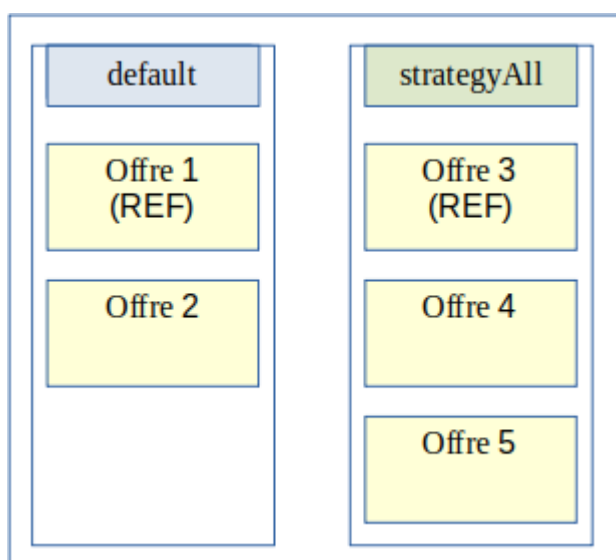 default
Offre 1
(REF)
Offre 2
strategyAll
Offre 3
(REF)
Offre 4
Offre 5